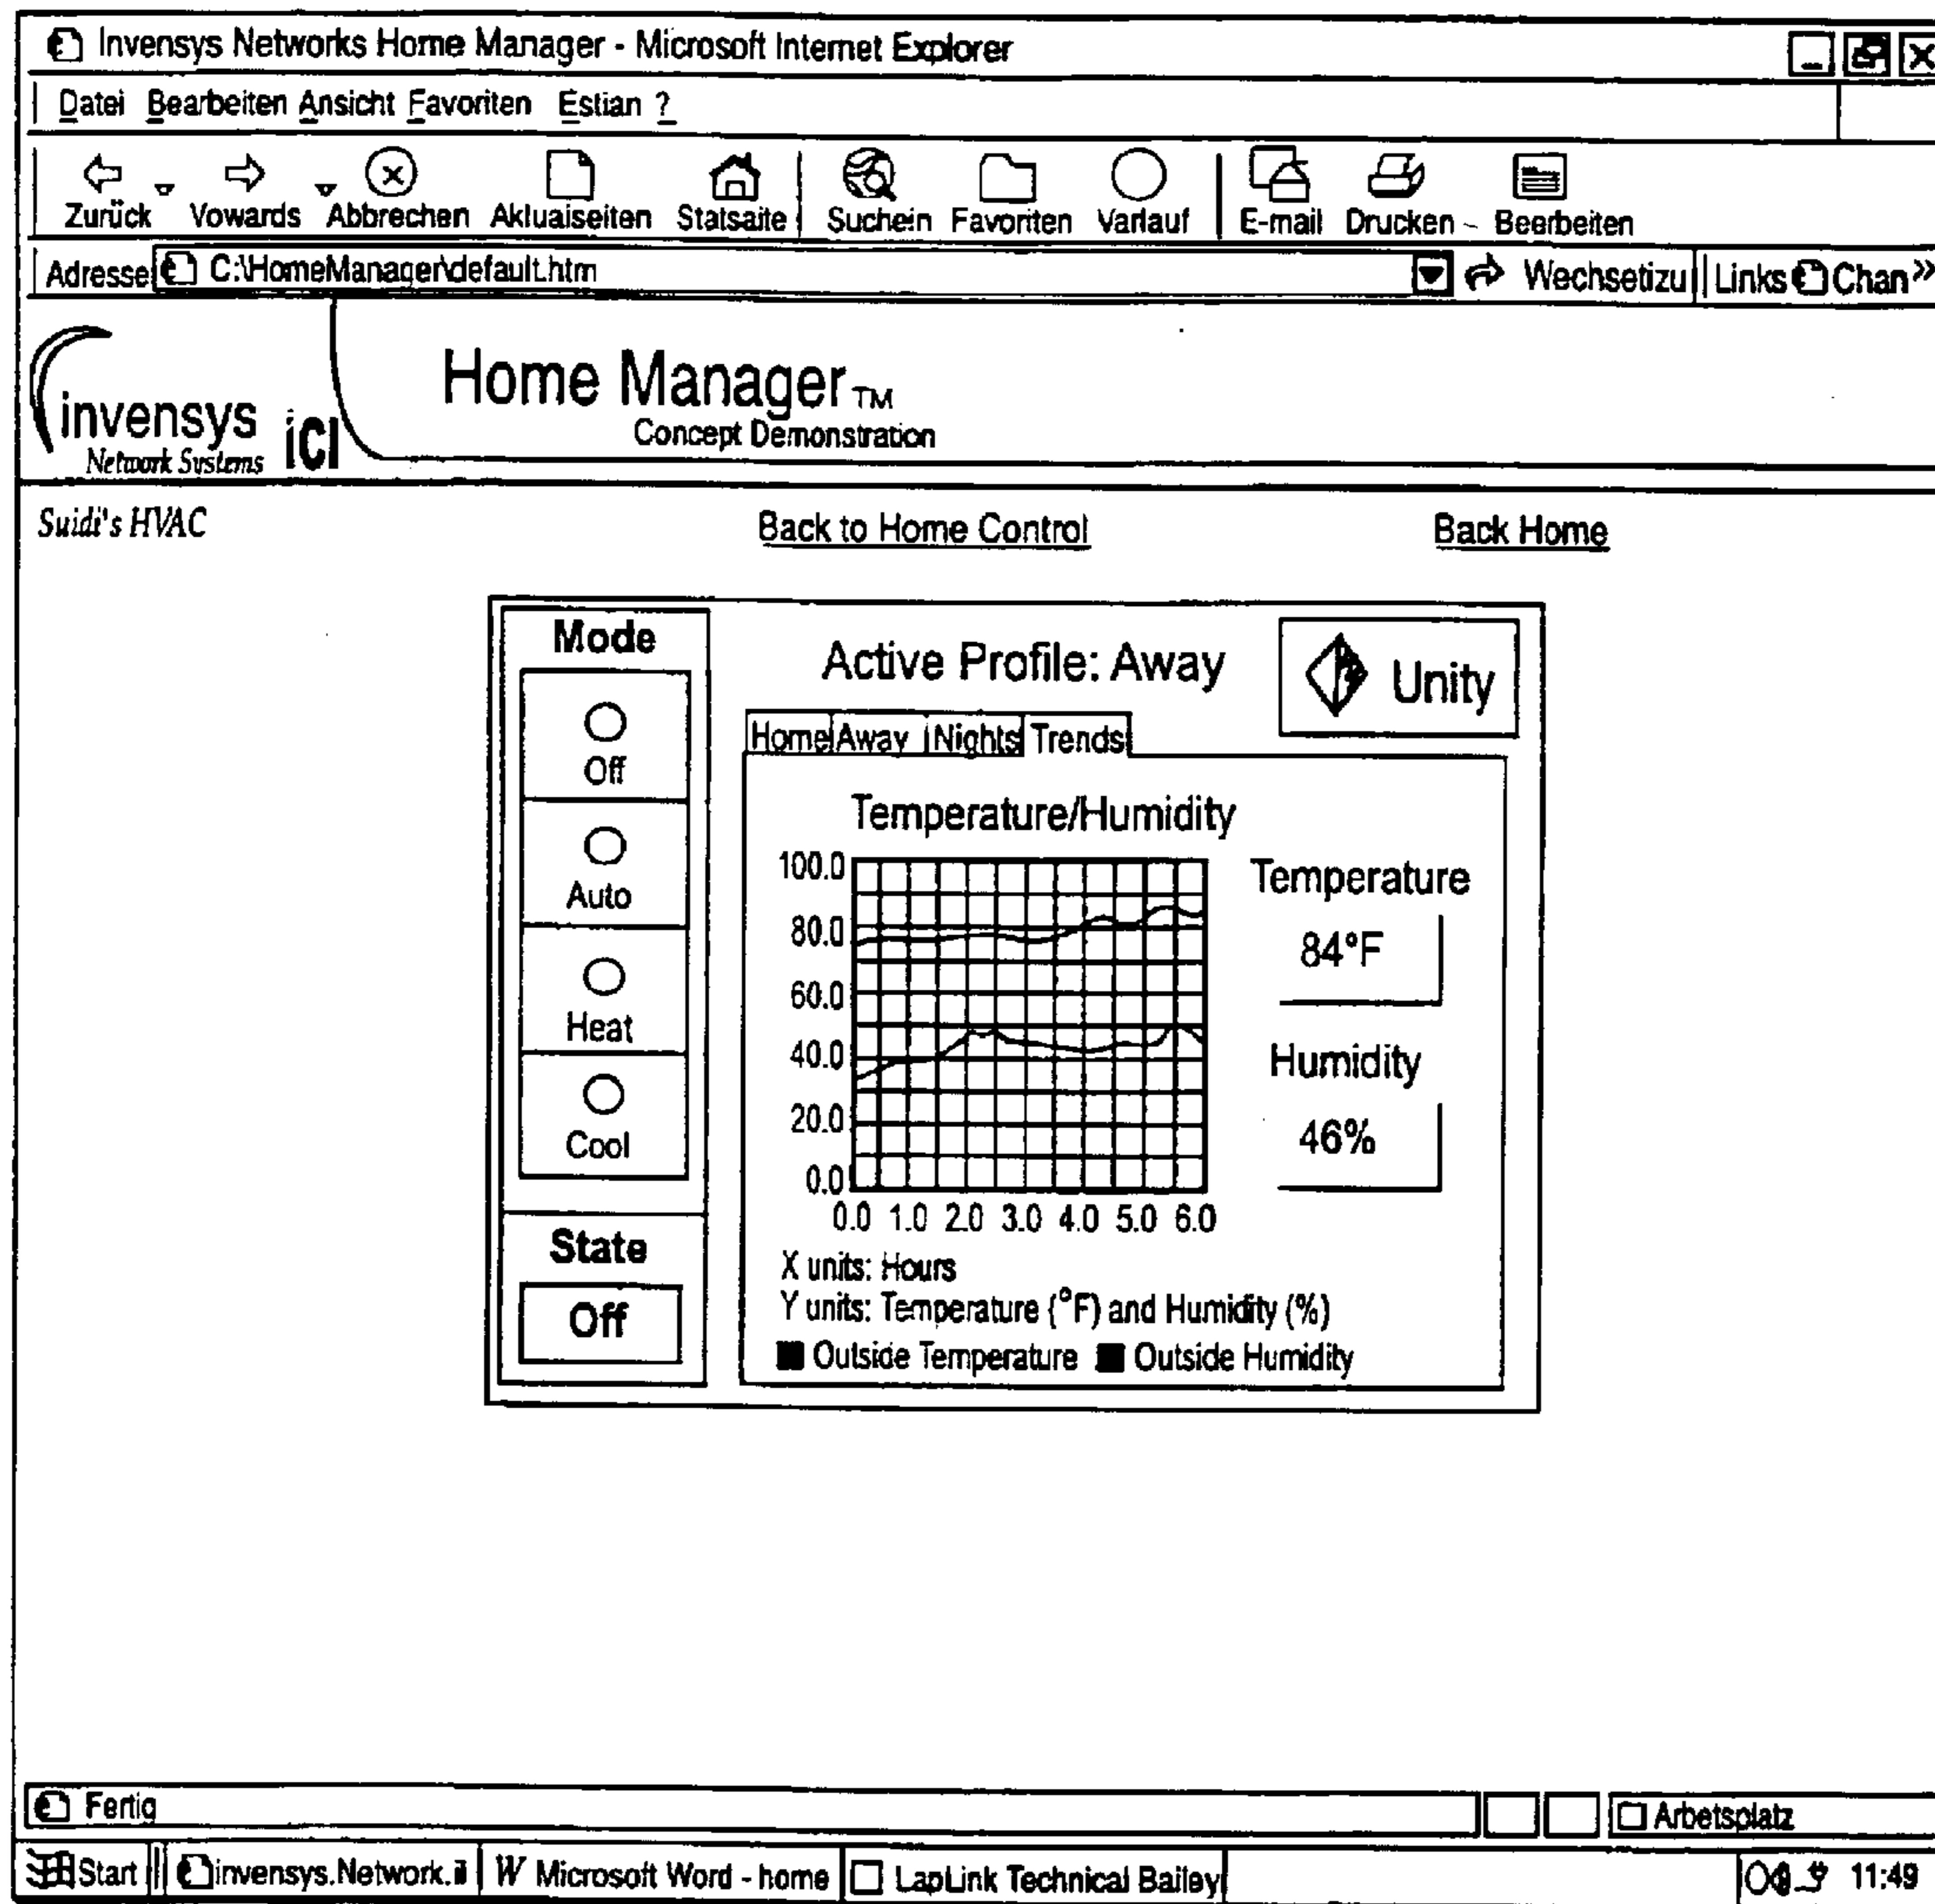 Invensys Networks Home Manager - Microsoft Internet Explorer
Datei Bearbeiten Ansicht Favoriten Estian ?
Zurück Vowards Abbrechen Akluaiseiten Statsaite Suchein Favoriten Varlauf E-mail Drucken Beerbeiten
Adresse C:\HomeManager\default.htm Wechsetizu Links Chan»
invensys ici
Network Systems
Home Manager TM
Concept Demonstration
Suidi's HVAC Back to Home Control Back Home
Mode
Off
Auto
Heat
Cool
State
Off
Active Profile: Away
Unity
Home Away Nights Trends
Temperature/Humidity
100.0
80.0
60.0
40.0
20.0
0.0
0.0 1.0 2.0 3.0 4.0 5.0 6.0
Temperature
84°F
Humidity
46%
X units: Hours
Y units: Temperature (°F) and Humidity (%)
Outside Temperature Outside Humidity
Fertig Arbetsplatz
Start invensys.Network.il W Microsoft Word - home LapLink Technical Bailey 11:49